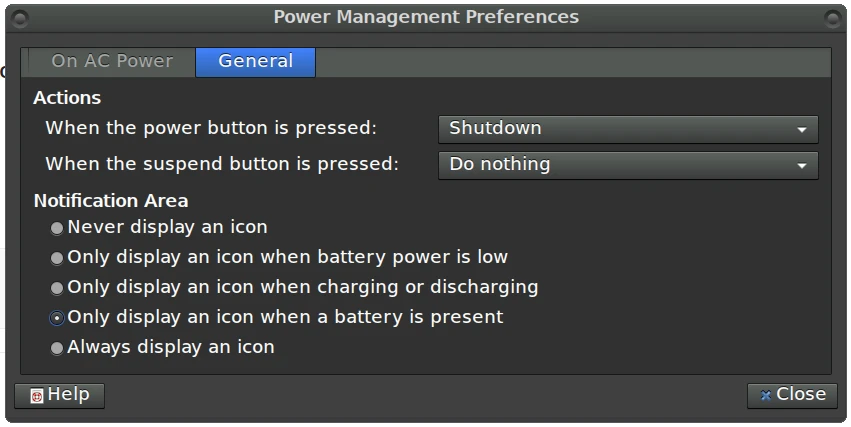 Power Management Preferences
On AC Power
General
Actions
When the power button is pressed:
Shutdown
When the suspend button is pressed:
Do nothing
Notification Area
Never display an icon
Only display an icon when battery power is low
Only display an icon when charging or discharging
Only display an icon when a battery is present
Always display an icon
Help
Close